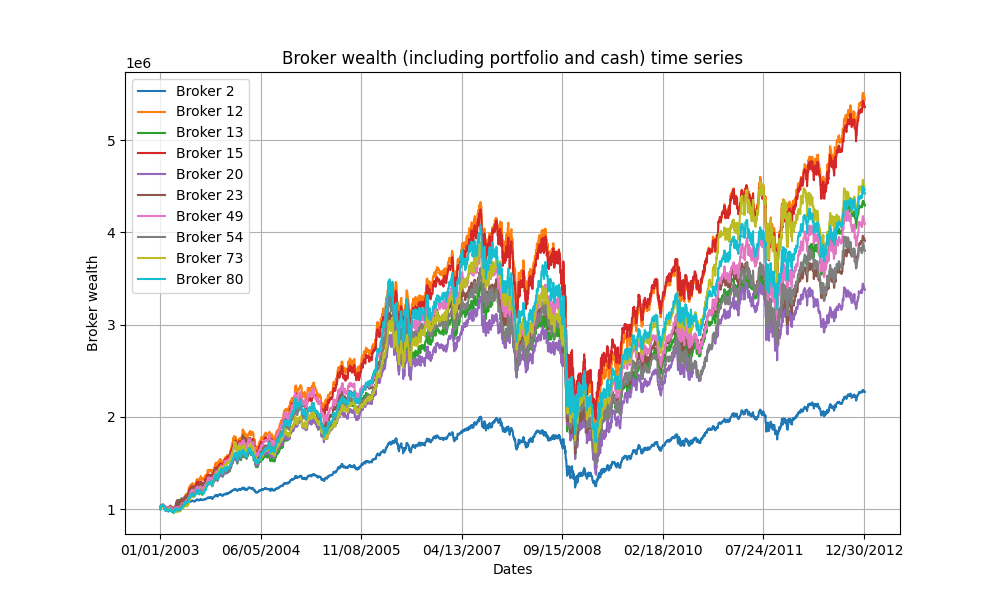 Broker wealth (including portfolio and cash) time series
1e6
Broker 2
Broker 12
Broker 13
Broker 15
Broker 20
Broker 23
Broker 49
Broker 54
Broker 73
Broker 80
5
4
3
2
1
Broker wealth
01/01/2003 06/05/2004 11/08/2005 04/13/2007 09/15/2008 02/18/2010 07/24/2011 12/30/2012
Dates